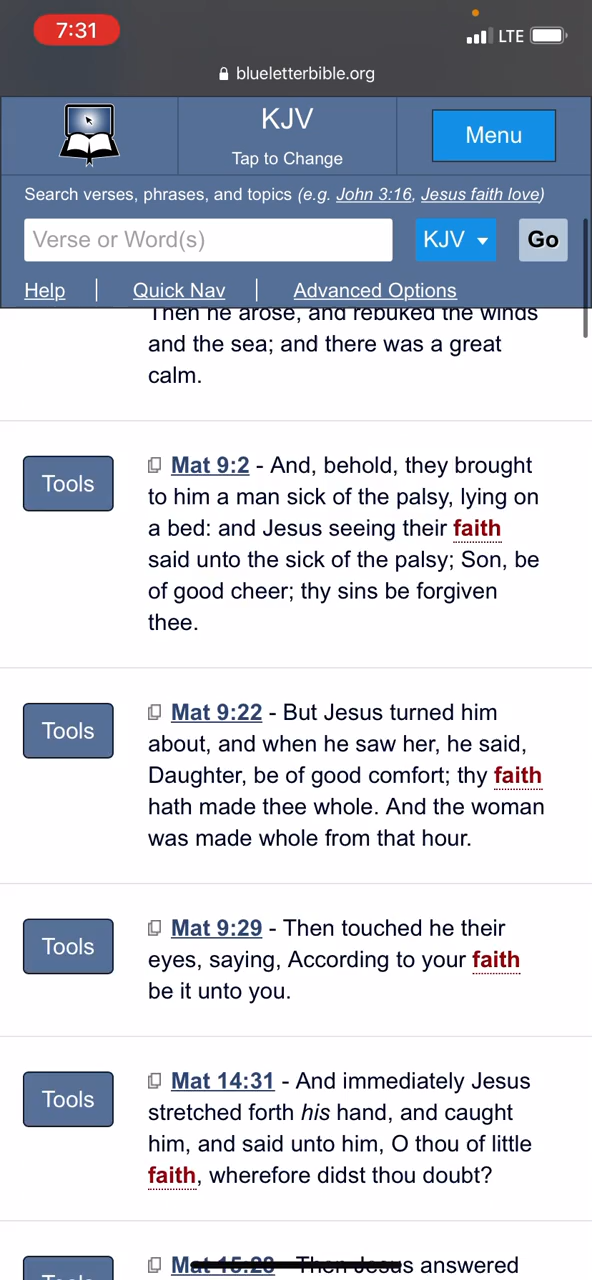 7:31
LTE
blueletterbible.org
KJV
Tap to Change
Menu
Search verses, phrases, and topics (e.g. John 3:16, Jesus faith love)
Verse or Word(s)
KJV
Go
Help | Quick Nav | Advanced Options
Then he arose, and rebuked the winds
and the sea; and there was a great
calm.
Tools
Mat 9:2 - And, behold, they brought
to him a man sick of the palsy, lying on
a bed: and Jesus seeing their faith
said unto the sick of the palsy; Son, be
of good cheer; thy sins be forgiven
thee.
Tools
Mat 9:22 - But Jesus turned him
about, and when he saw her, he said,
Daughter, be of good comfort; thy faith
hath made thee whole. And the woman
was made whole from that hour.
Tools
Mat 9:29 - Then touched he their
eyes, saying, According to your faith
be it unto you.
Tools
Mat 14:31 - And immediately Jesus
stretched forth his hand, and caught
him, and said unto him, O thou of little
faith, wherefore didst thou doubt?
Tools
Mat 15:28 - Then Jesus answered